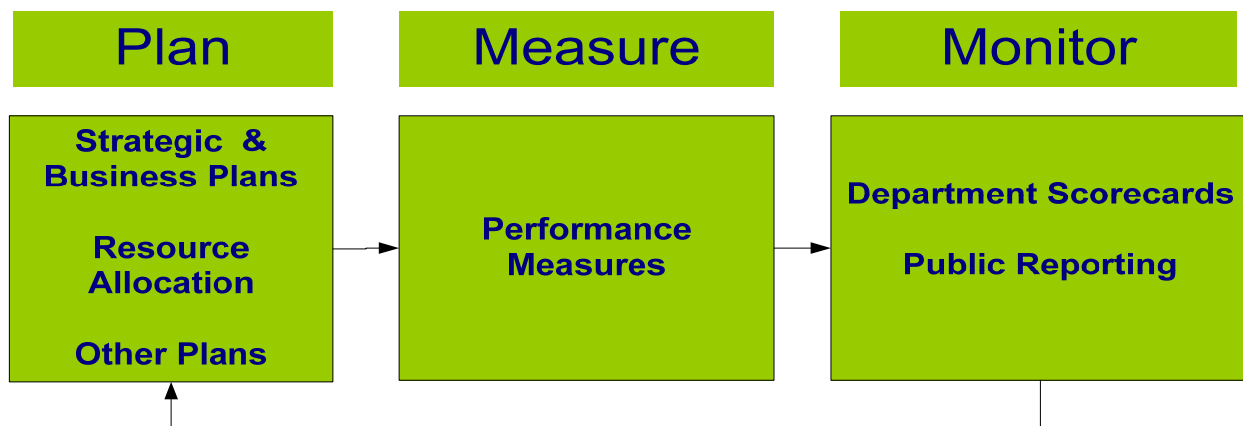 Plan
Measure
Monitor
Strategic &
Business Plans
Resource
Allocation
Other Plans
Performance
Measures
Department Scorecards
Public Reporting